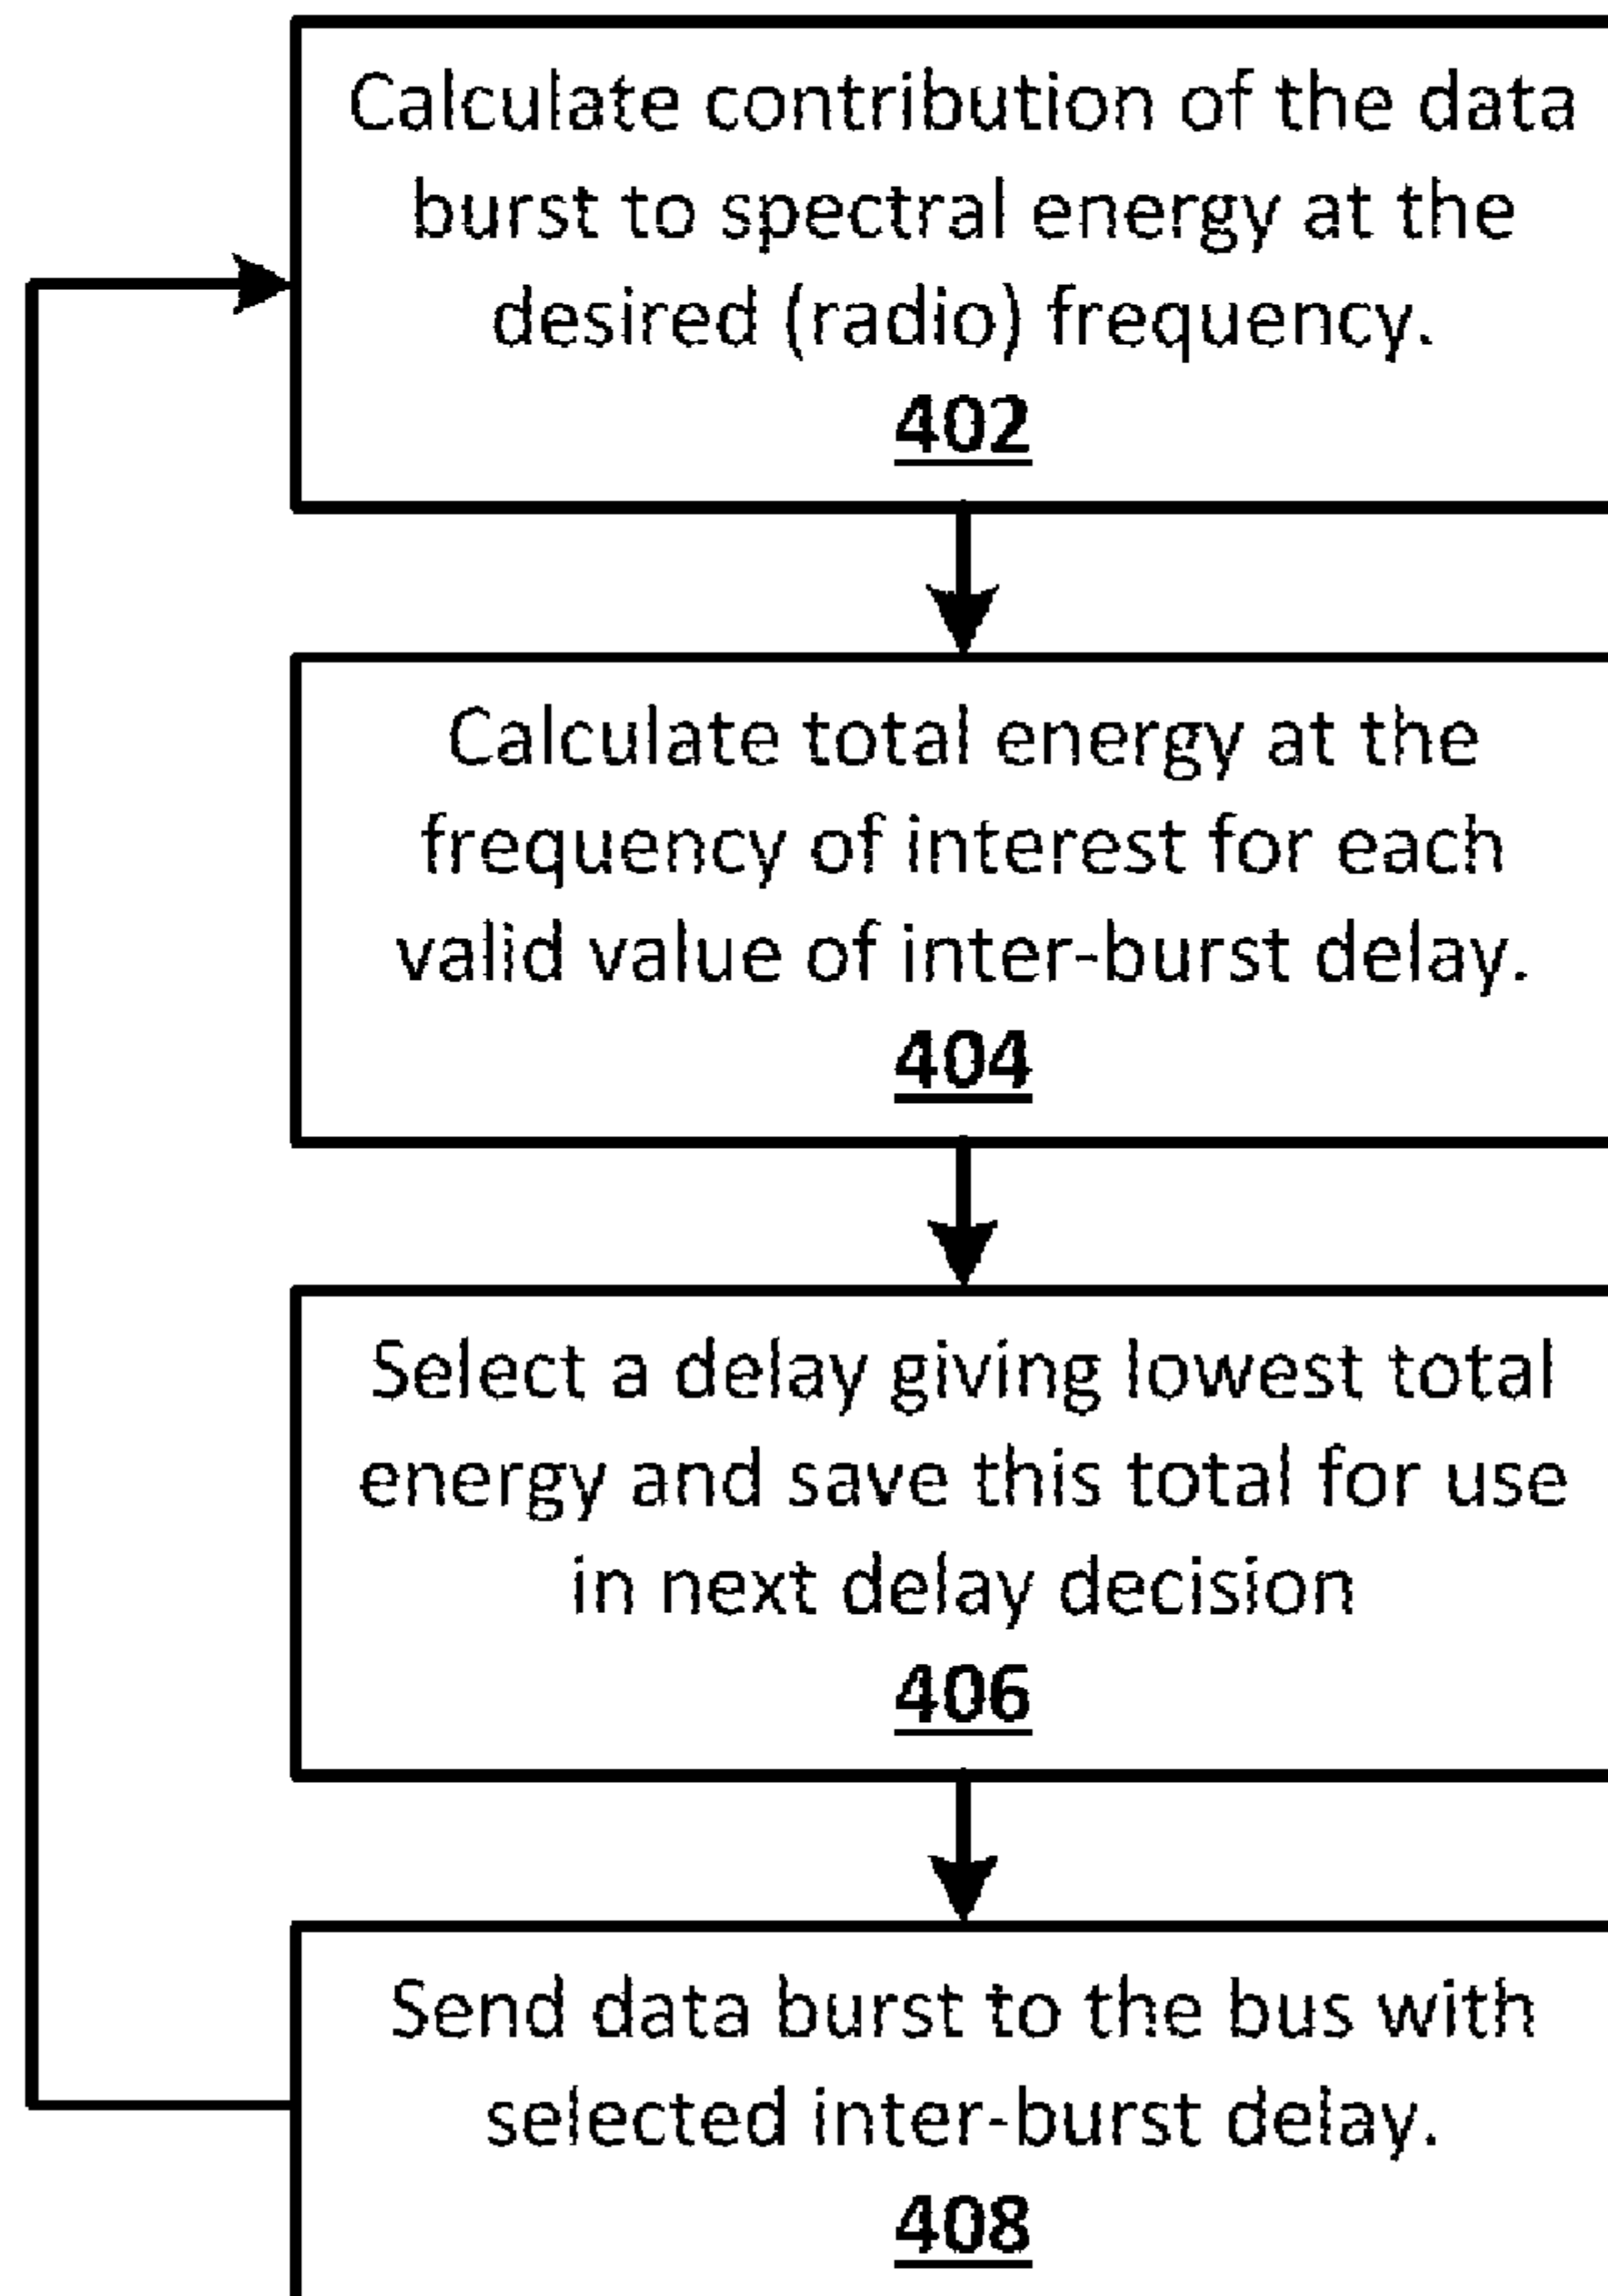 Calculate contribution of the data
burst to spectral energy at the
desired (radio) frequency.
402
Calculate total energy at the
frequency of interest for each
valid value of inter-burst delay.
404
Select a delay giving lowest total
energy and save this total for use
in next delay decision
406
Send data burst to the bus with
selected inter-burst delay.
408